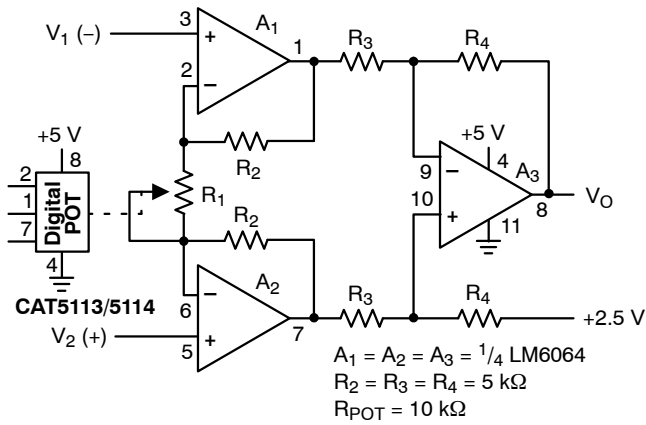 V1 (–)
3
+
A1
1
2
–
R3
R4
R2
+5 V
8
2
1
7
Digital POT
4
R1
+5 V
4
9
–
A3
10
+
8
11
VO
R2
A2
–
6
7
CAT5113/5114
V2 (+)
5
+
R3
R4
+2.5 V
A1 = A2 = A3 = 1/4 LM6064
R2 = R3 = R4 = 5 kΩ
RPOT = 10 kΩ